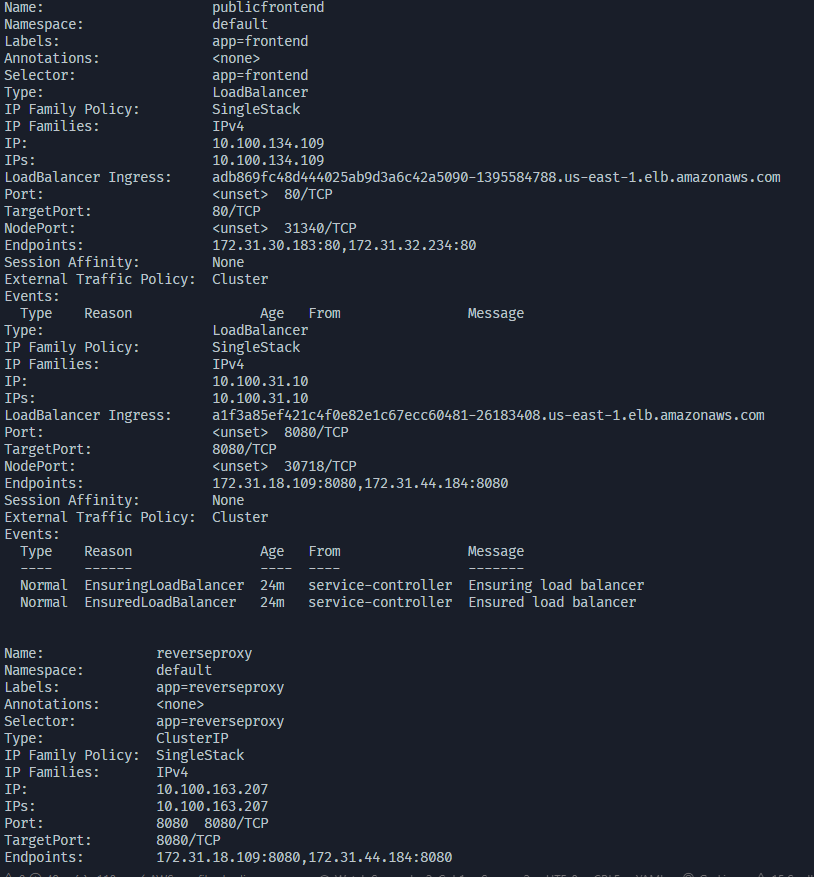 Name: publicfrontend
Namespace: default
Labels: app=frontend
Annotations: <none>
Selector: app=frontend
Type: LoadBalancer
IP Family Policy: SingleStack
IP Families: IPv4
IP: 10.100.134.109
IPs: 10.100.134.109
LoadBalancer Ingress: adb869fc48d444025ab9d3a6c42a5090-1395584788.us-east-1.elb.amazonaws.com
Port: <unset> 80/TCP
TargetPort: 80/TCP
NodePort: <unset> 31340/TCP
Endpoints: 172.31.30.183:80,172.31.32.234:80
Session Affinity: None
External Traffic Policy: Cluster
Events:
Type Reason Age From Message
Type: LoadBalancer
IP Family Policy: SingleStack
IP Families: IPv4
IP: 10.100.31.10
IPs: 10.100.31.10
LoadBalancer Ingress: a1f3a85ef421c4f0e82e1c67ecc60481-26183408.us-east-1.elb.amazonaws.com
Port: <unset> 8080/TCP
TargetPort: 8080/TCP
NodePort: <unset> 30718/TCP
Endpoints: 172.31.18.109:8080,172.31.44.184:8080
Session Affinity: None
External Traffic Policy: Cluster
Events:
Type Reason Age From Message
---- ------ ---- ---- -------
Normal EnsuringLoadBalancer 24m service-controller Ensuring load balancer
Normal EnsuredLoadBalancer 24m service-controller Ensured load balancer
Name: reverseproxy
Namespace: default
Labels: app=reverseproxy
Annotations: <none>
Selector: app=reverseproxy
Type: ClusterIP
IP Family Policy: SingleStack
IP Families: IPv4
IP: 10.100.163.207
IPs: 10.100.163.207
Port: 8080 8080/TCP
TargetPort: 8080/TCP
Endpoints: 172.31.18.109:8080,172.31.44.184:8080